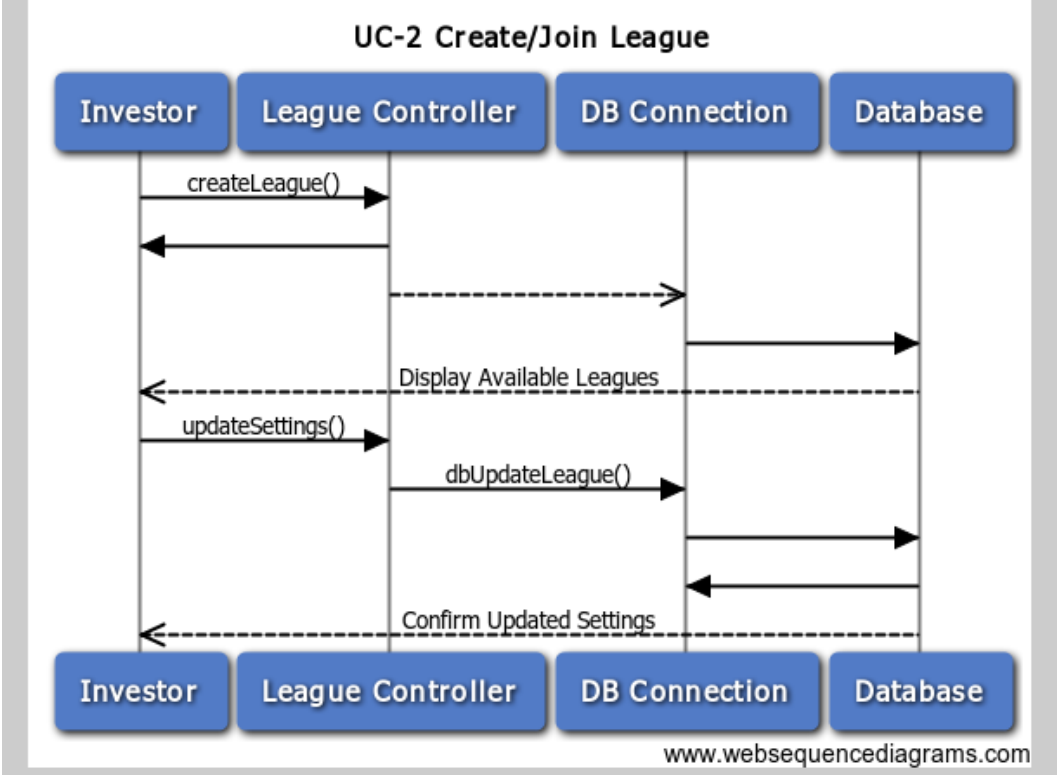 UC-2 Create/Join League
Investor League Controller DB Connection Database
createLeague()
Display Available Leagues
updateSettings()
dbUpdateLeague()
Confirm Updated Settings
Investor League Controller DB Connection Database
www.websequencediagrams.com